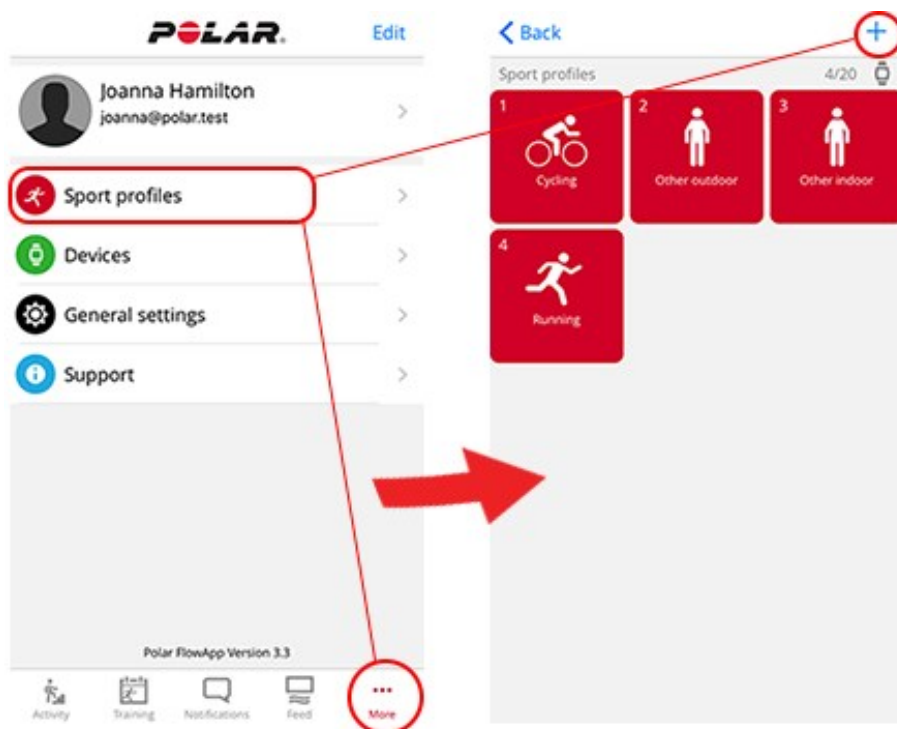 POLAR.
Edit
Joanna Hamilton
joanna@polar.test
Sport profiles
Devices
General settings
Support
Polar FlowApp Version 3.3
Activity
Training
Notifications
Feed
More
Back
Sport profiles
4/20
1
Cycling
2
Other outdoor
3
Other indoor
4
Running